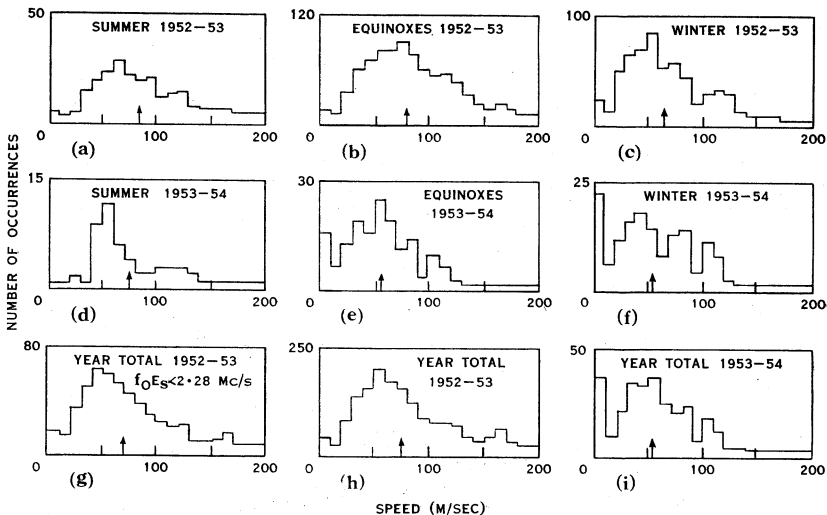 NUMBER OF OCCURRENCES
50
SUMMER 1952–53
0
100
200
(a)
120
EQUINOXES 1952–53
0
100
200
(b)
100
WINTER 1952–53
0
100
200
(c)
15
SUMMER 1953–54
0
100
200
(d)
30
EQUINOXES
1953–54
0
100
200
(e)
25
WINTER 1953–54
0
100
200
(f)
80
YEAR TOTAL 1952–53
foEs<2·28 Mc/s
0
100
200
(g)
250
YEAR TOTAL
1952–53
0
100
200
(h)
50
YEAR TOTAL 1953–54
0
100
200
(i)
SPEED (M/SEC)